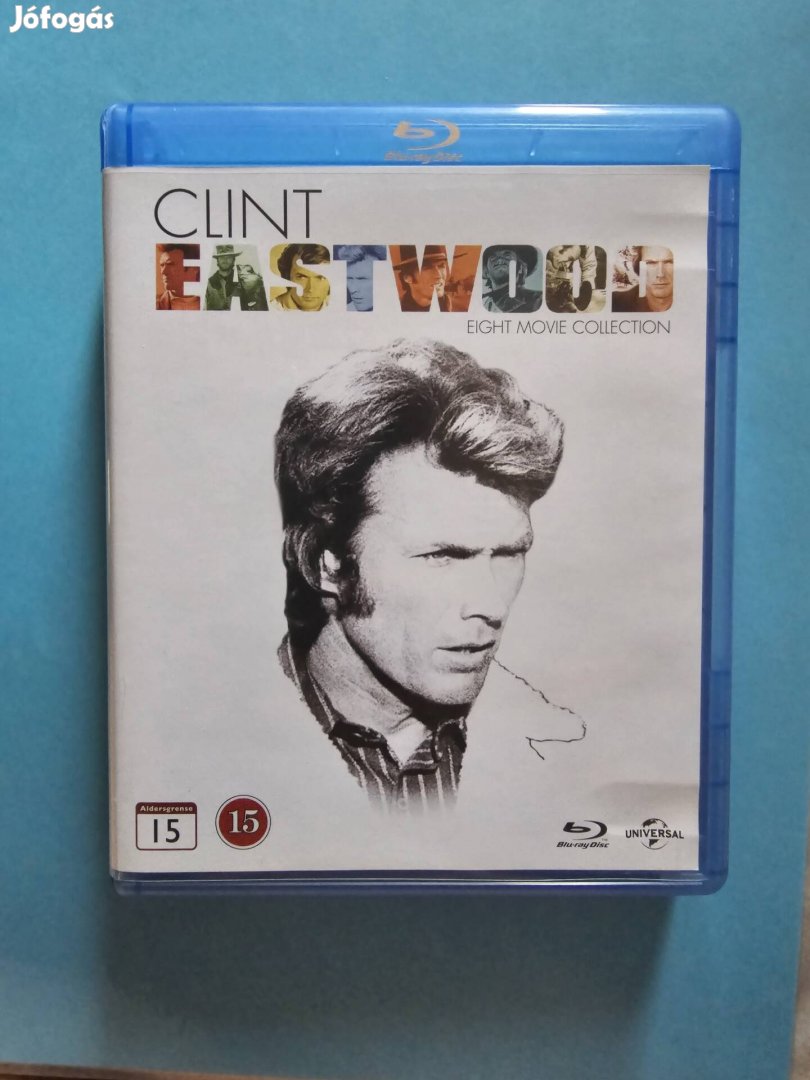 Jófogás
Blu-ray Disc
CLINT
EASTWOOD
EIGHT MOVIE COLLECTION
Aldersgrense
15
15
Blu-ray Disc
UNIVERSAL